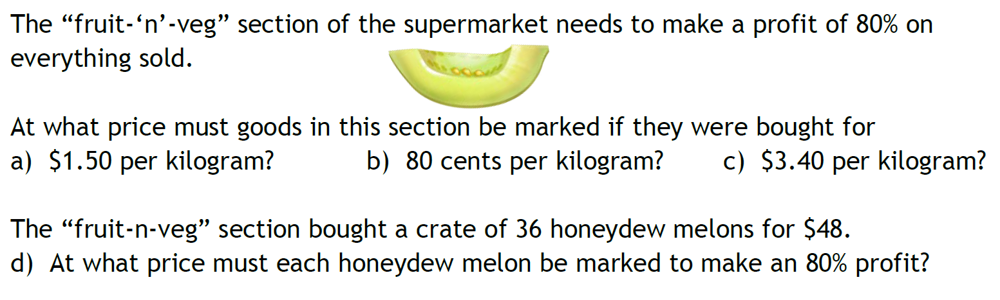 The “fruit-‘n’-veg” section of the supermarket needs to make a profit of 80% on
everything sold.
At what price must goods in this section be marked if they were bought for
a) $1.50 per kilogram? b) 80 cents per kilogram? c) $3.40 per kilogram?
The “fruit-n-veg” section bought a crate of 36 honeydew melons for $48.
d) At what price must each honeydew melon be marked to make an 80% profit?